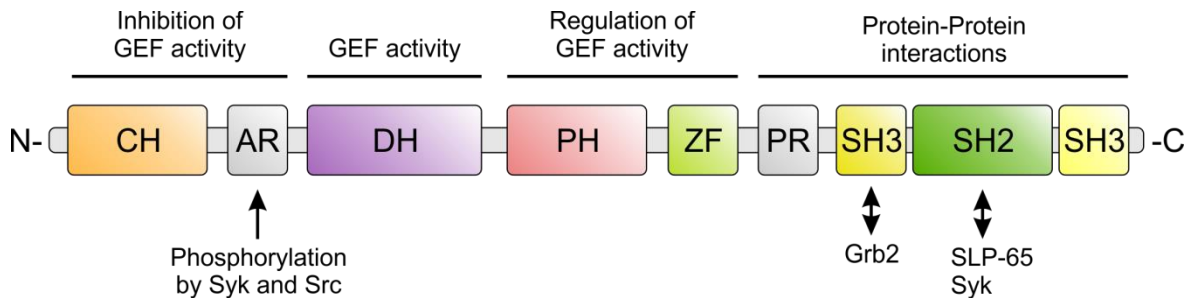 Inhibition of
GEF activity
GEF activity
Regulation of
GEF activity
Protein-Protein
interactions
N- CH AR DH PH ZF PR SH3 SH2 SH3 -C
Phosphorylation
by Syk and Src
Grb2
SLP-65
Syk